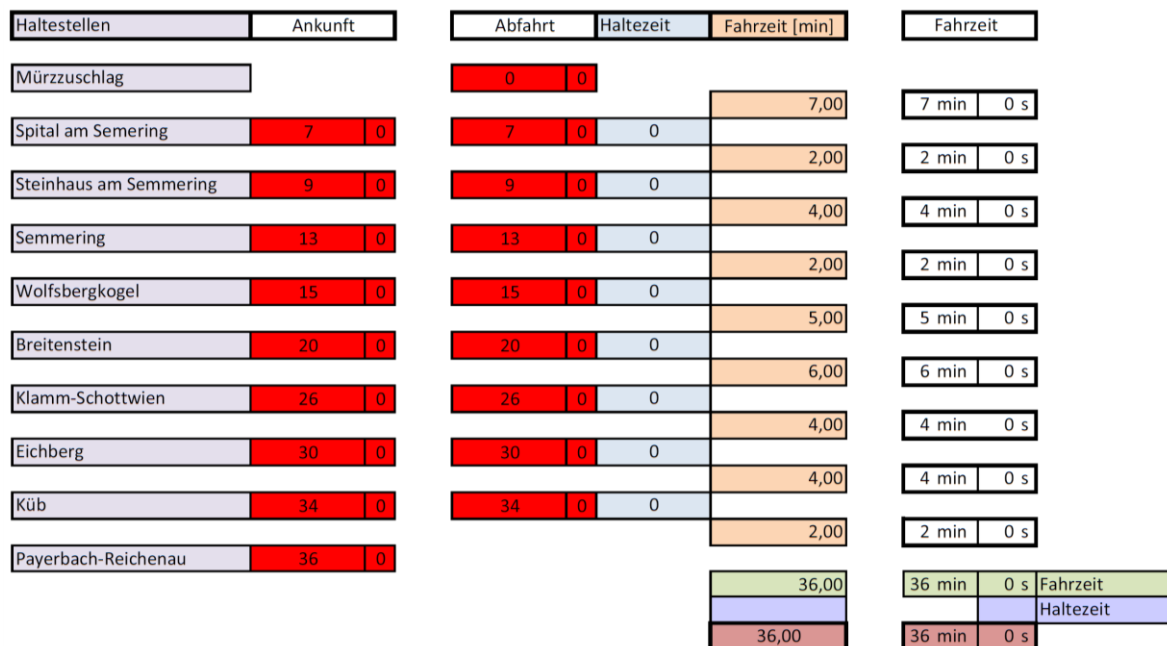 Haltestellen Ankunft Abfahrt Haltezeit Fahrzeit [min] Fahrzeit
Mürzzuschlag 0 0
7,00 7 min 0 s
Spital am Semering 7 0 7 0 0
2,00 2 min 0 s
Steinhaus am Semmering 9 0 9 0 0
4,00 4 min 0 s
Semmering 13 0 13 0 0
2,00 2 min 0 s
Wolfsbergkogel 15 0 15 0 0
5,00 5 min 0 s
Breitenstein 20 0 20 0 0
6,00 6 min 0 s
Klamm-Schottwien 26 0 26 0 0
4,00 4 min 0 s
Eichberg 30 0 30 0 0
4,00 4 min 0 s
Küb 34 0 34 0 0
2,00 2 min 0 s
Payerbach-Reichenau 36 0
36,00 36 min 0 s Fahrzeit
Haltezeit
36,00 36 min 0 s